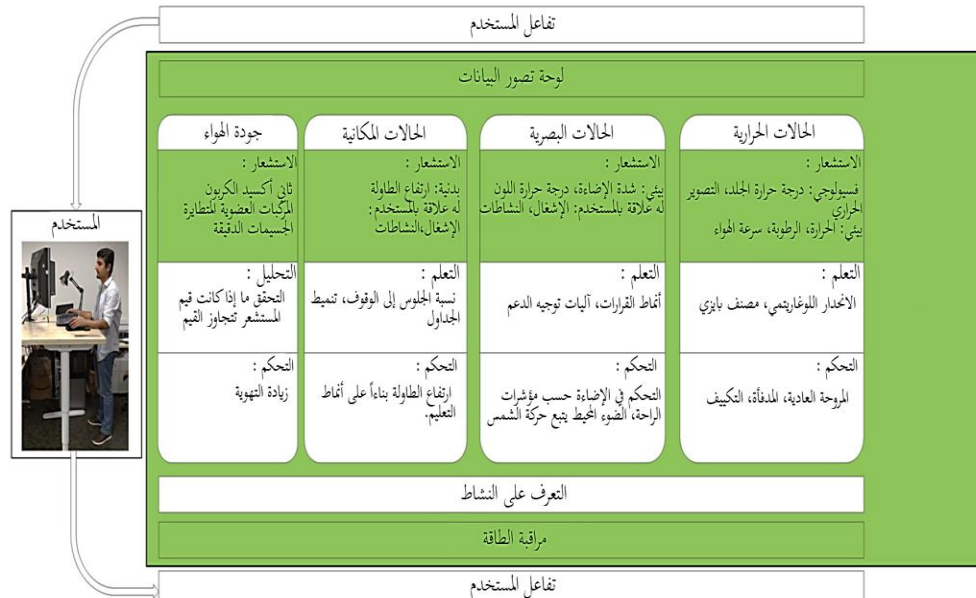 تفاعل المستخدم
لوحة تصور البيانات
الحالات الحرارية
الاستشعار :
فسيولوجي: درجة حرارة الجلد، التصوير
الحراري
بيئي: الحرارة، الرطوبة، سرعة الهواء
التعلم :
الانحدار اللوغاريتمي، مصنف بايزي
التحكم :
المروحة العادية، المدفأة، التكييف
الحالات البصرية
الاستشعار :
بيئي: شدة الإضاءة، درجة حرارة اللون
له علاقة بالمستخدم: الإشغال، النشاطات
التعلم :
أنماط القرارات، آليات توجيه الدعم
التحكم :
التحكم في الإضاءة حسب مؤشرات
الراحة، الضوء المحيط يتبع حركة الشمس
الحالات المكانية
الاستشعار :
بدنية: ارتفاع الطاولة
له علاقة بالمستخدم:
الإشغال،النشاطات
التعلم :
نسبة الجلوس إلى الوقوف، تنميط
الجداول
التحكم :
ارتفاع الطاولة بناءاً على أنماط
التعليم.
جودة الهواء
الاستشعار :
ثاني أكسيد الكربون
المركبات العضوية المتطايرة
الجسيمات الدقيقة
التحليل :
التحقق ما إذا كانت قيم
المستشعر تتجاوز القيم
التحكم :
زيادة التهوية
المستخدم
التعرف على النشاط
مراقبة الطاقة
تفاعل المستخدم